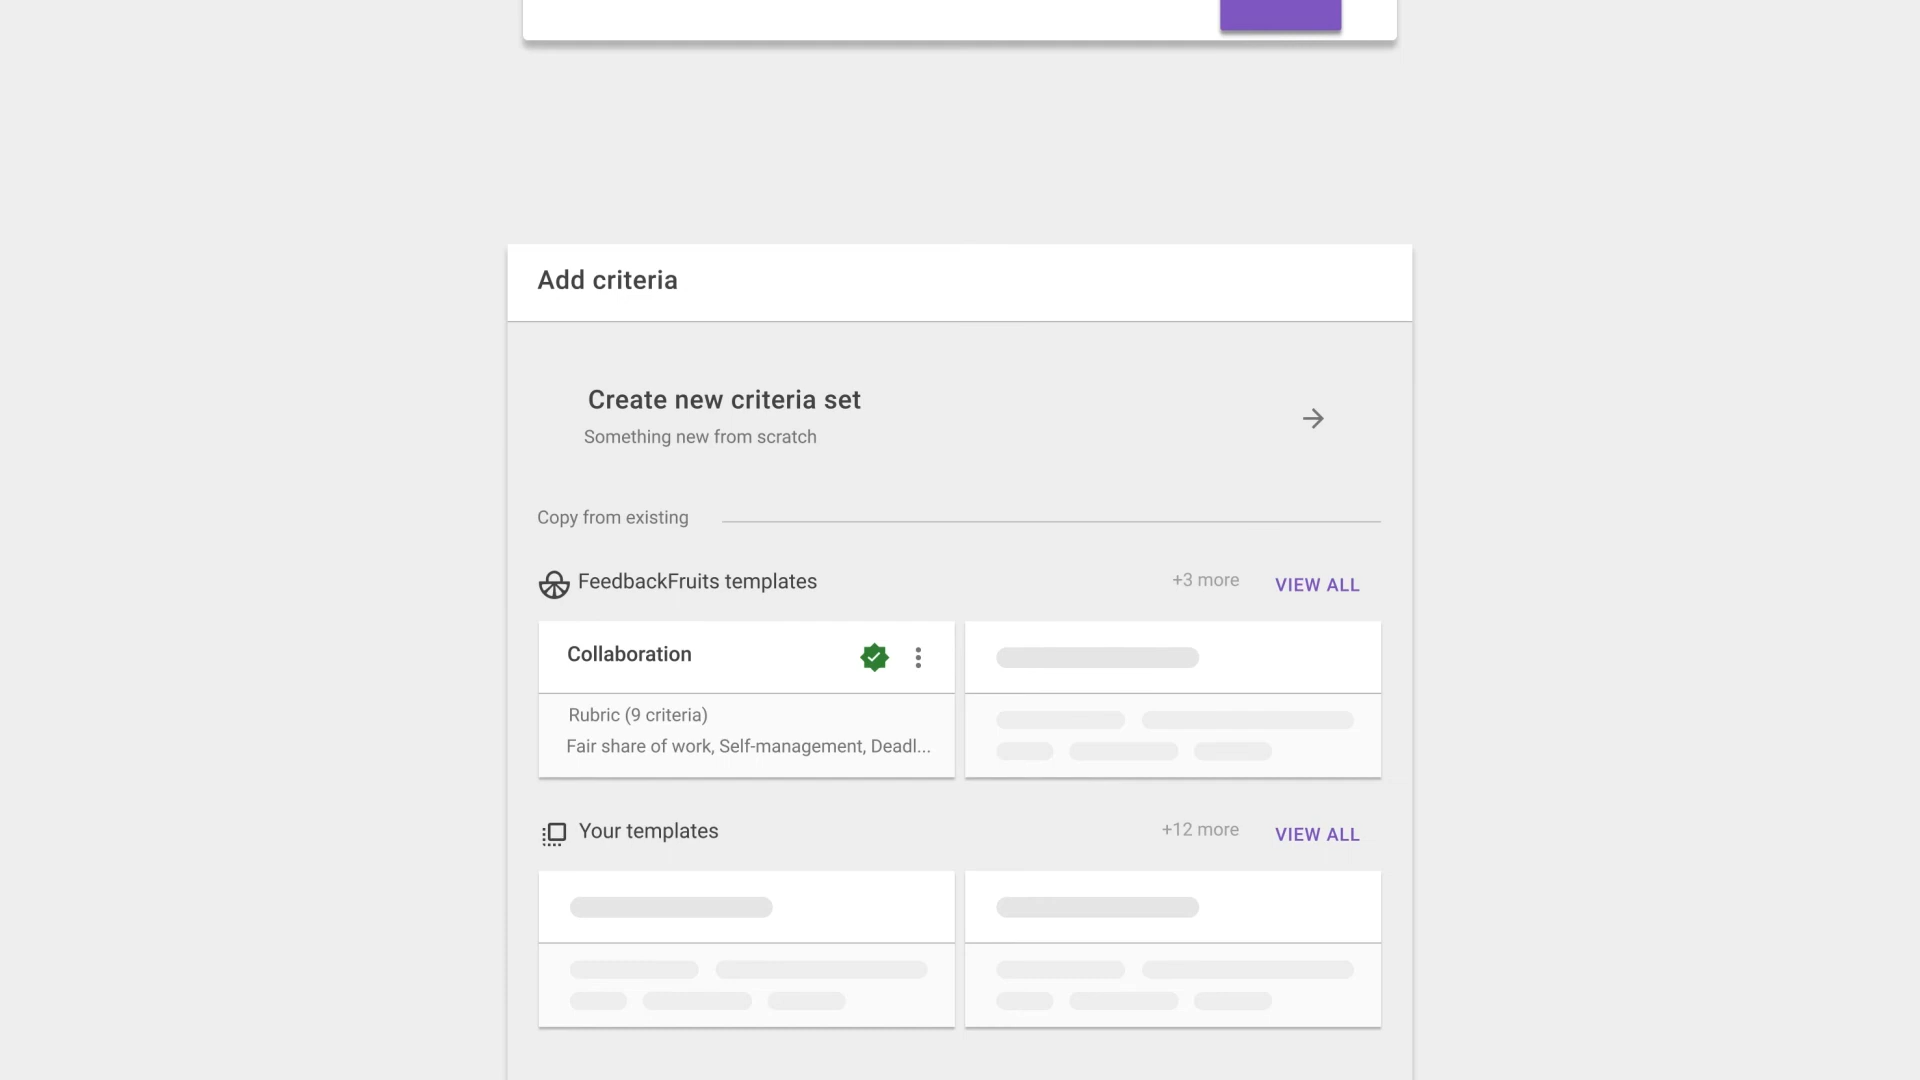 Add criteria
Create new criteria set
Something new from scratch
Copy from existing
FeedbackFruits templates
+3 more
VIEW ALL
Collaboration
Rubric (9 criteria)
Fair share of work, Self-management, Deadl...
Your templates
+12 more
VIEW ALL